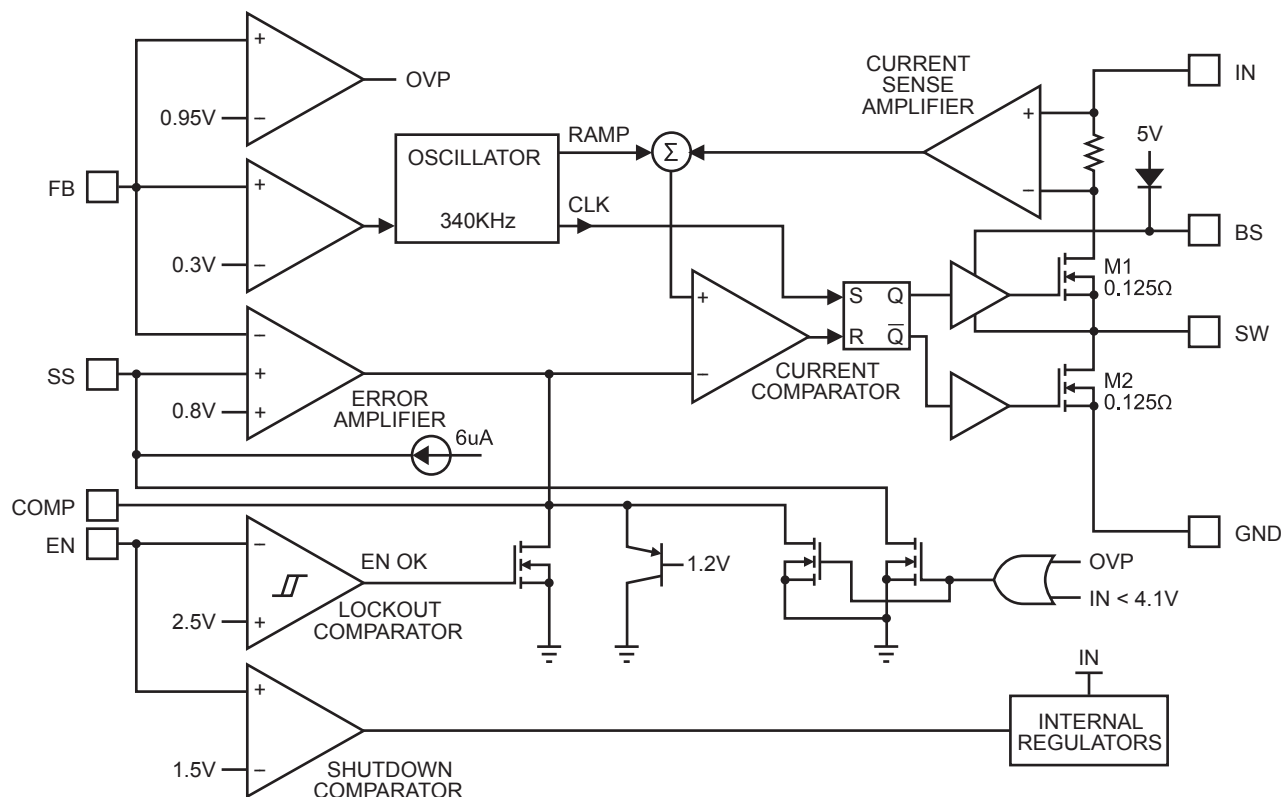 +
OVP
0.95V
−
CURRENT
SENSE
AMPLIFIER
IN
+
−
5V
OSCILLATOR
340KHz
RAMP
Σ
CLK
FB
+
0.3V
−
BS
M1
0.125Ω
S Q
R Q̅
SW
+
−
CURRENT
COMPARATOR
M2
0.125Ω
SS
−
+
0.8V
+
ERROR
AMPLIFIER
6uA
COMP
EN
−
EN OK
2.5V
+
LOCKOUT
COMPARATOR
1.2V
OVP
IN < 4.1V
GND
+
1.5V
−
SHUTDOWN
COMPARATOR
IN
INTERNAL
REGULATORS